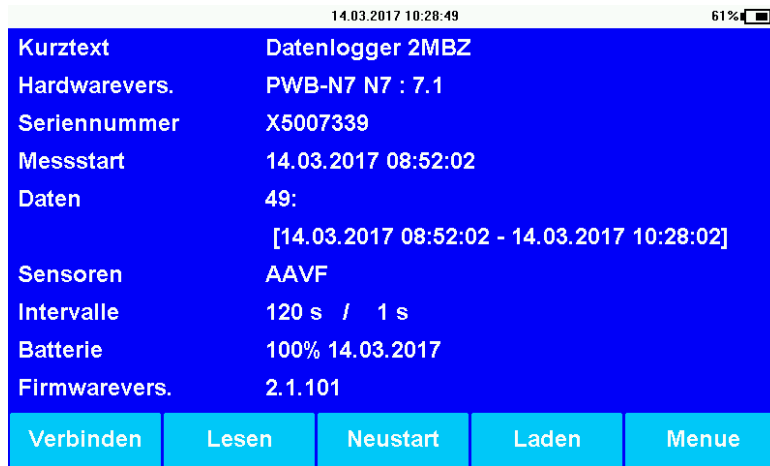 14.03.2017 10:28:49 61%
Kurztext Datenlogger 2MBZ
Hardwarevers. PWB-N7 N7 : 7.1
Seriennummer X5007339
Messstart 14.03.2017 08:52:02
Daten 49:
[14.03.2017 08:52:02 - 14.03.2017 10:28:02]
Sensoren AAVF
Intervalle 120 s / 1 s
Batterie 100% 14.03.2017
Firmwarevers. 2.1.101
Verbinden Lesen Neustart Laden Menue